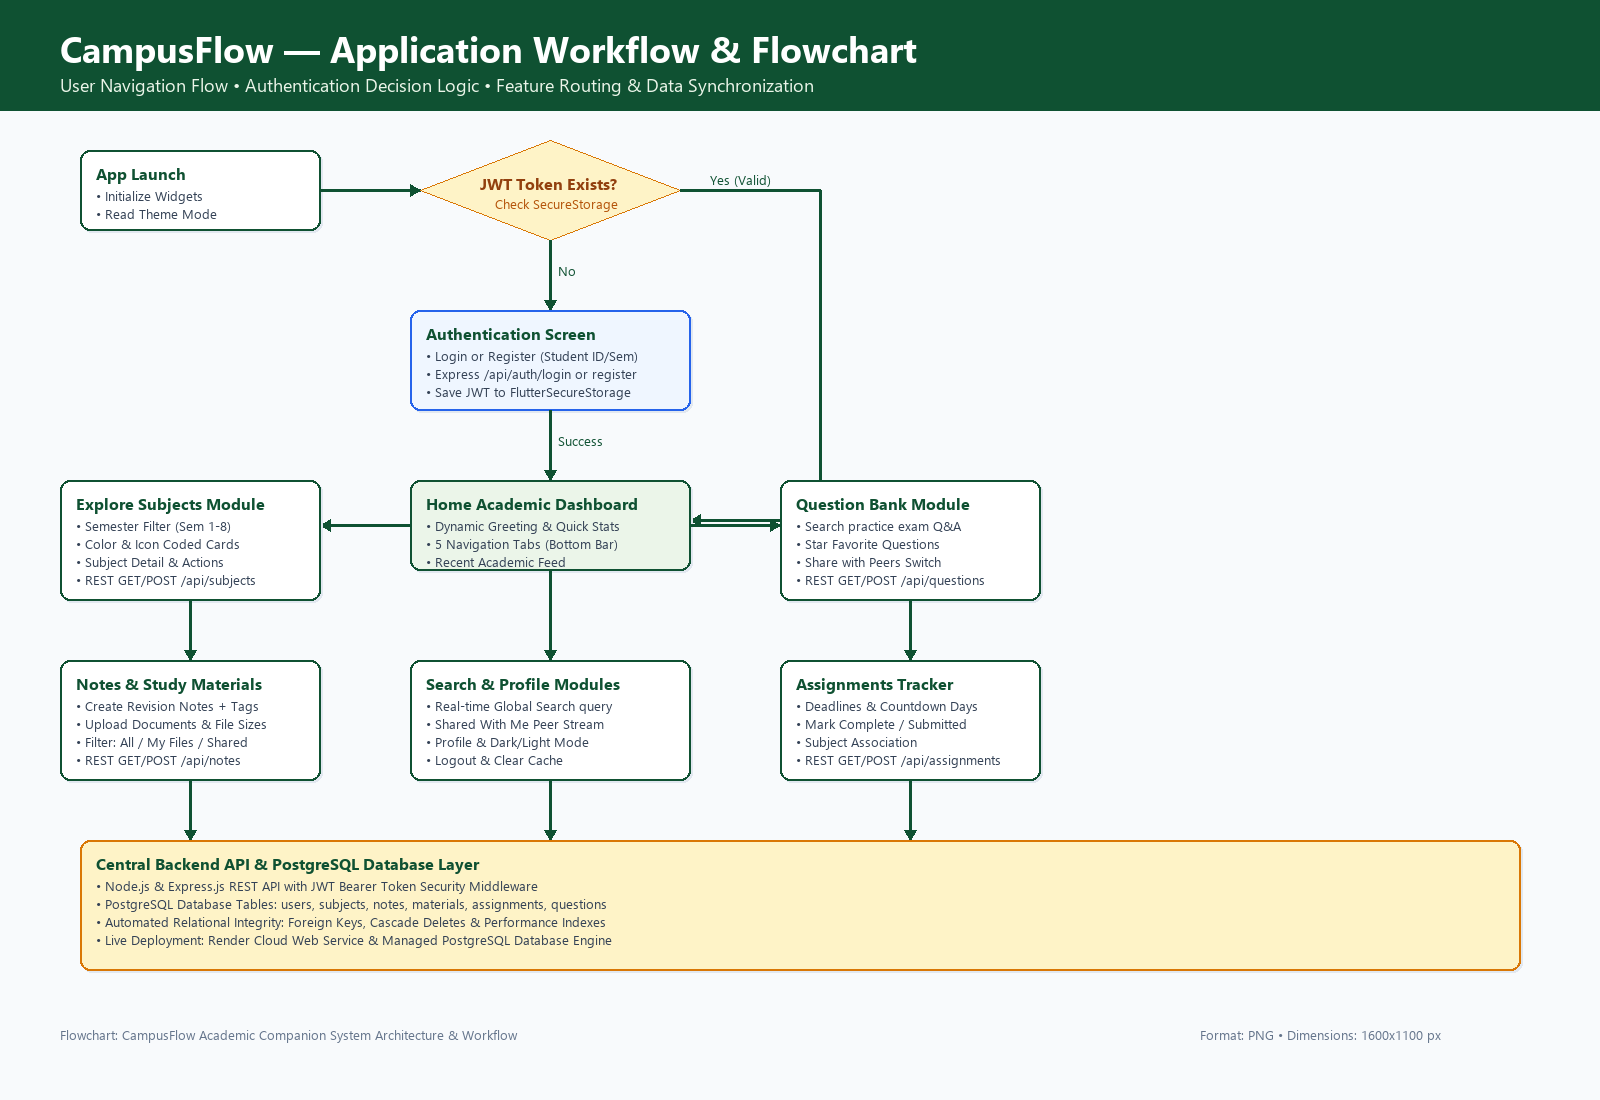 CampusFlow — Application Workflow & Flowchart
User Navigation Flow • Authentication Decision Logic • Feature Routing & Data Synchronization
App Launch
• Initialize Widgets
• Read Theme Mode
JWT Token Exists?
Check SecureStorage
Yes (Valid)
No
Authentication Screen
• Login or Register (Student ID/Sem)
• Express /api/auth/login or register
• Save JWT to FlutterSecureStorage
Success
Explore Subjects Module
• Semester Filter (Sem 1-8)
• Color & Icon Coded Cards
• Subject Detail & Actions
• REST GET/POST /api/subjects
Home Academic Dashboard
• Dynamic Greeting & Quick Stats
• 5 Navigation Tabs (Bottom Bar)
• Recent Academic Feed
Question Bank Module
• Search practice exam Q&A
• Star Favorite Questions
• Share with Peers Switch
• REST GET/POST /api/questions
Notes & Study Materials
• Create Revision Notes + Tags
• Upload Documents & File Sizes
• Filter: All / My Files / Shared
• REST GET/POST /api/notes
Search & Profile Modules
• Real-time Global Search query
• Shared With Me Peer Stream
• Profile & Dark/Light Mode
• Logout & Clear Cache
Assignments Tracker
• Deadlines & Countdown Days
• Mark Complete / Submitted
• Subject Association
• REST GET/POST /api/assignments
Central Backend API & PostgreSQL Database Layer
• Node.js & Express.js REST API with JWT Bearer Token Security Middleware
• PostgreSQL Database Tables: users, subjects, notes, materials, assignments, questions
• Automated Relational Integrity: Foreign Keys, Cascade Deletes & Performance Indexes
• Live Deployment: Render Cloud Web Service & Managed PostgreSQL Database Engine
Flowchart: CampusFlow Academic Companion System Architecture & Workflow
Format: PNG • Dimensions: 1600x1100 px